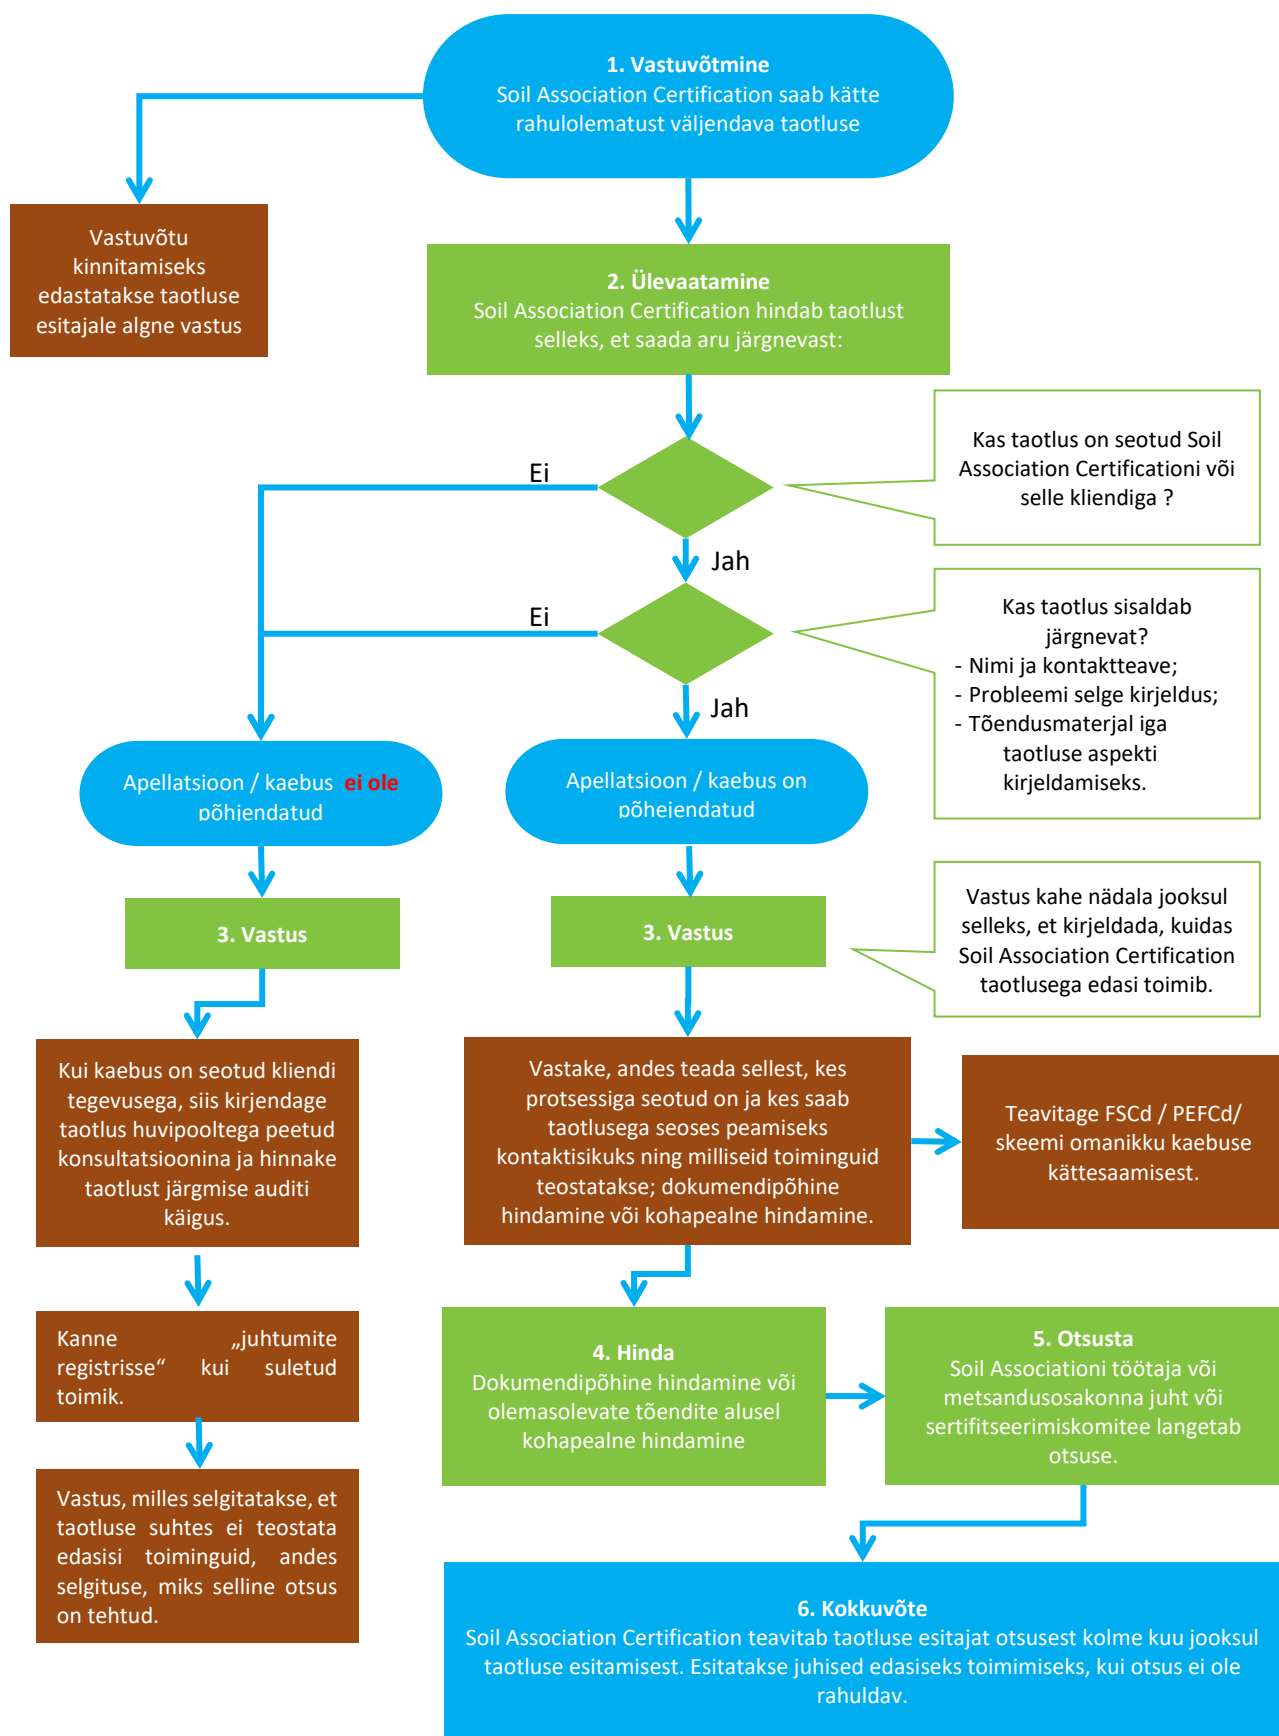 1. Vastuvõtmine
Soil Association Certification saab kätte
rahulolematust väljendava taotluse
Vastuvõtu
kinnitamiseks
edastatakse taotluse
esitajale algne vastus
2. Ülevaatamine
Soil Association Certification hindab taotlust
selleks, et saada aru järgnevast:
Kas taotlus on seotud Soil
Association Certificationi või
selle kliendiga ?
Ei
Jah
Kas taotlus sisaldab
järgnevat?
- Nimi ja kontaktteave;
- Probleemi selge kirjeldus;
- Tõendusmaterjal iga
taotluse aspekti
kirjeldamiseks.
Ei
Jah
Apellatsioon / kaebus ei ole
põhjendatud
Apellatsioon / kaebus on
põhejendatud
3. Vastus
3. Vastus
Vastus kahe nädala jooksul
selleks, et kirjeldada, kuidas
Soil Association Certification
taotlusega edasi toimib.
Kui kaebus on seotud kliendi
tegevusega, siis kirjendage
taotlus huvipooltega peetud
konsultatsioonina ja hinnake
taotlust järgmise auditi
käigus.
Vastake, andes teada sellest, kes
protsessiga seotud on ja kes saab
taotlusega seoses peamiseks
kontaktisikuks ning milliseid toiminguid
teostatakse; dokumendipõhine
hindamine või kohapealne hindamine.
Teavitage FSCd / PEFCd/
skeemi omanikku kaebuse
kättesaamisest.
Kanne „juhtumite
registrisse“ kui suletud
toimik.
4. Hinda
Dokumendipõhine hindamine või
olemasolevate tõendite alusel
kohapealne hindamine
5. Otsusta
Soil Associationi töötaja või
metsandusosakonna juht või
sertifitseerimiskomitee langetab
otsuse.
Vastus, milles selgitatakse, et
taotluse suhtes ei teostata
edasisi toiminguid, andes
selgituse, miks selline otsus
on tehtud.
6. Kokkuvõte
Soil Association Certification teavitab taotluse esitajat otsusest kolme kuu jooksul
taotluse esitamisest. Esitatakse juhised edasiseks toimimiseks, kui otsus ei ole
rahuldav.